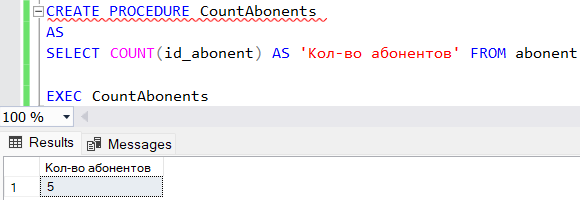 CREATE PROCEDURE CountAbonents
AS
SELECT COUNT(id_abonent) AS 'Кол-во абонентов' FROM abonent
EXEC CountAbonents
100 %
Results Messages
Кол-во абонентов
1 5